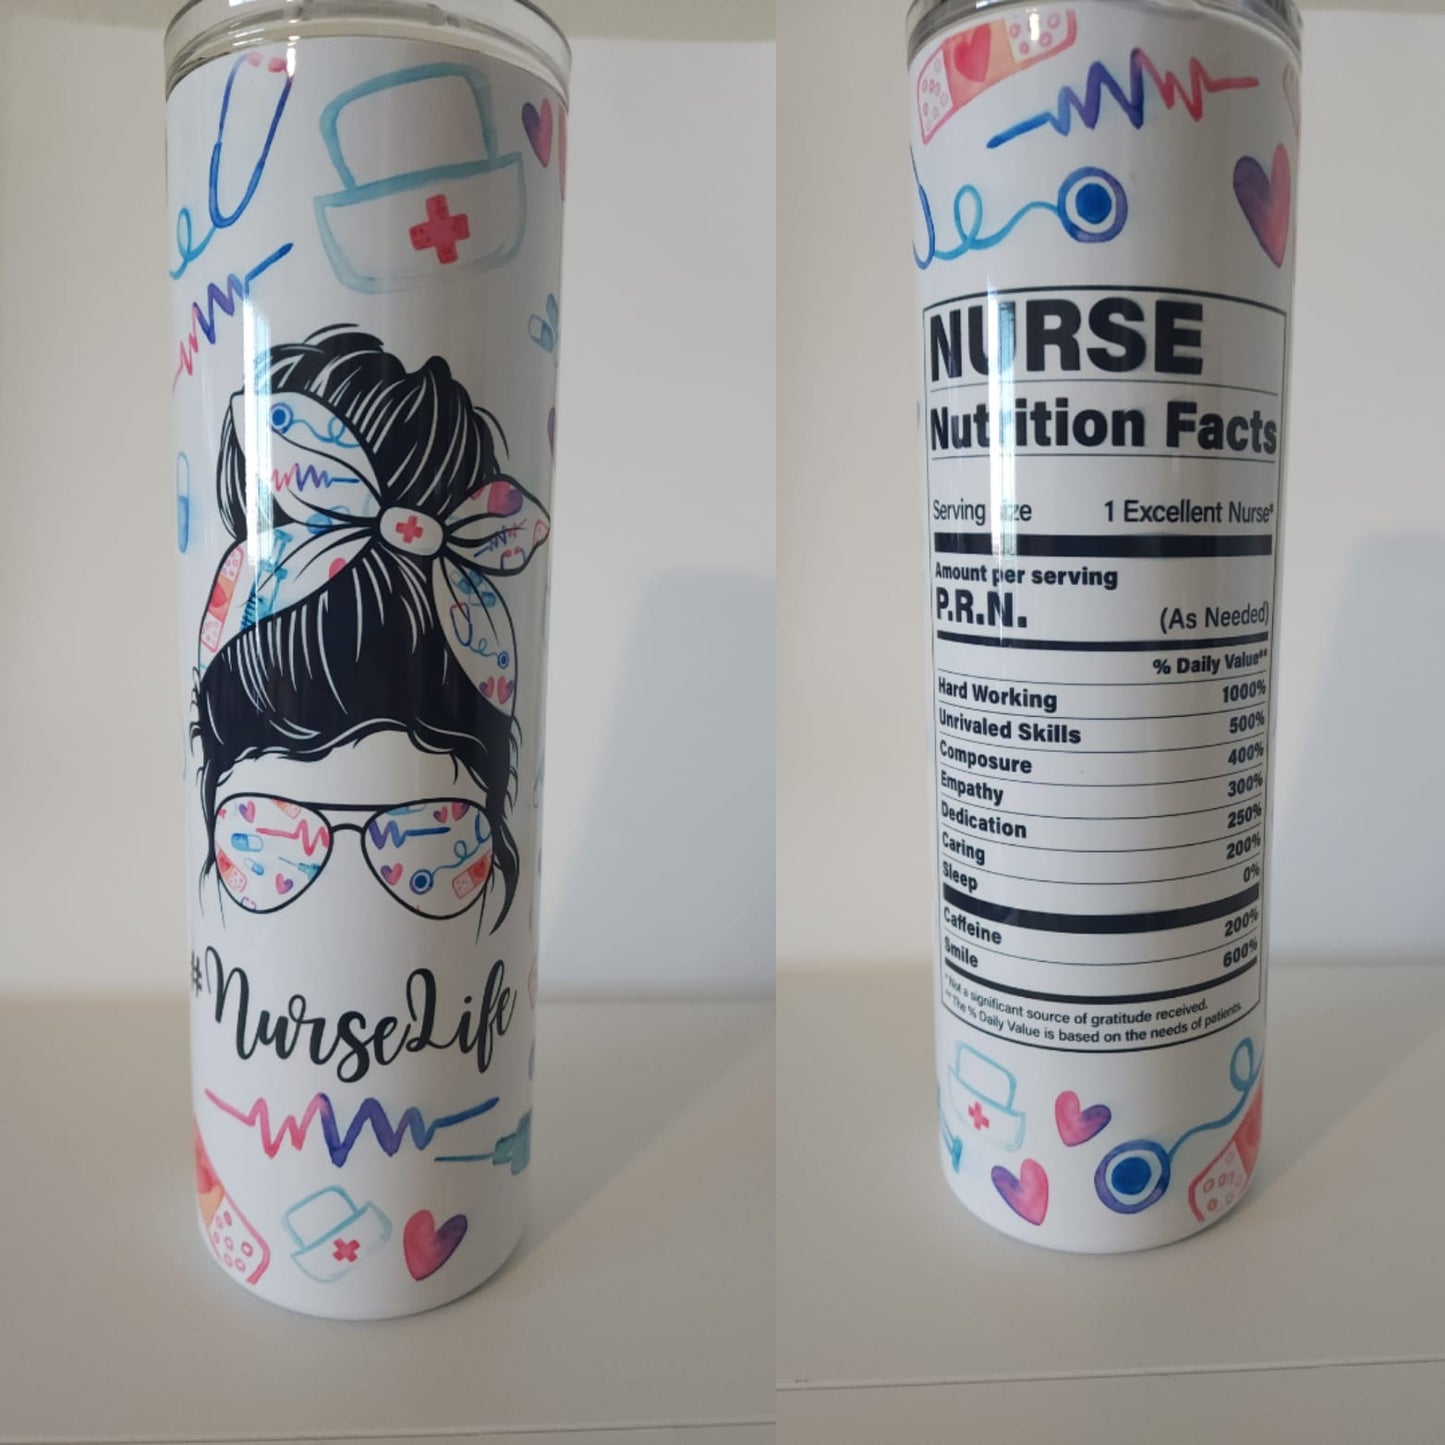 #NurseLife
NURSE
Nutrition Facts
Serving Size 1 Excellent Nurse*
Amount per serving
P.R.N. (As Needed)
% Daily Value**
Hard Working 1000%
Unrivaled Skills 500%
Composure 400%
Empathy 300%
Dedication 250%
Caring 200%
Sleep 0%
Caffeine 200%
Smile 600%
* Not a significant source of gratitude received.
** The % Daily Value is based on the needs of patients.